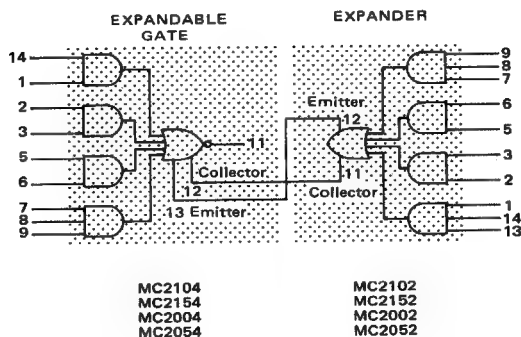 EXPANDABLE
GATE
EXPANDER
14
1
2
3
5
6
7
8
9
11
Collector
12
13 Emitter
Emitter
12
11
Collector
9
8
7
6
5
3
2
1
14
13
MC2104
MC2154
MC2004
MC2054
MC2102
MC2152
MC2002
MC2052